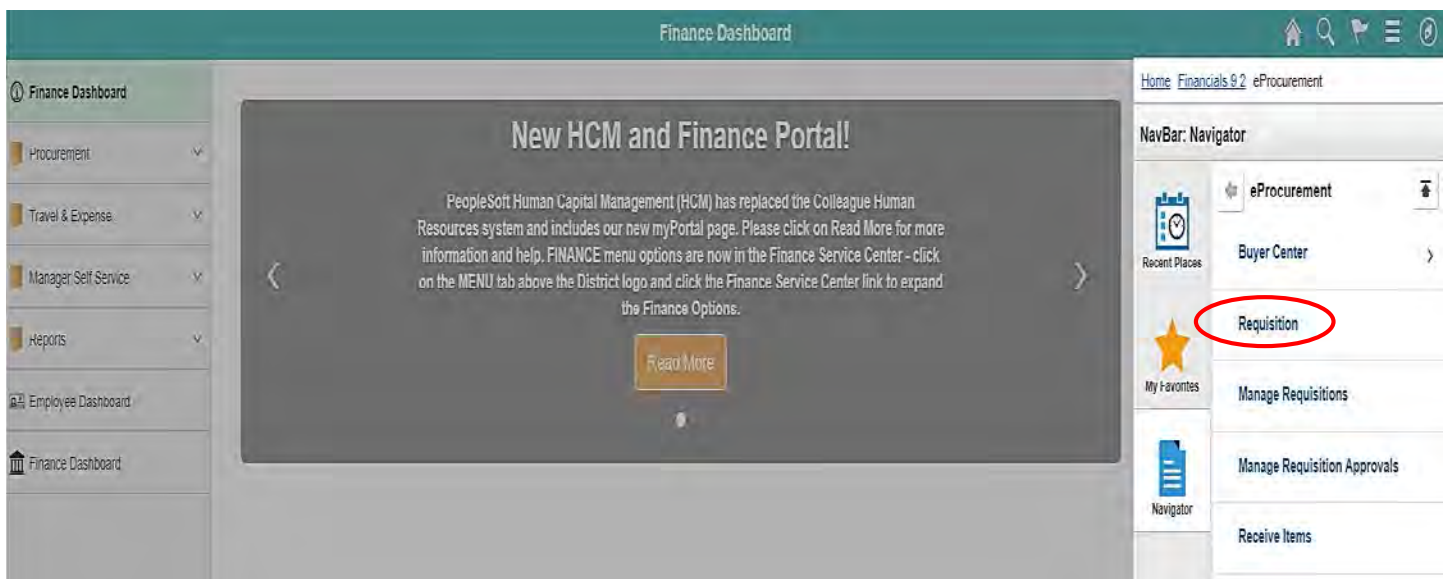 Finance Dashboard
Finance Dashboard
Procurement
Travel & Expense
Manager Self Service
Reports
Employee Dashboard
Finance Dashboard
New HCM and Finance Portal!
PeopleSoft Human Capital Management (HCM) has replaced the Colleague Human
Resources system and includes our new myPortal page. Please click on Read More for more
information and help. FINANCE menu options are now in the Finance Service Center - click
on the MENU tab above the District logo and click the Finance Service Center link to expand
the Finance Options.
Read More
Home Financials 9.2 eProcurement
NavBar: Navigator
Recent Places
My Favorites
Navigator
eProcurement
Buyer Center
Requisition
Manage Requisitions
Manage Requisition Approvals
Receive Items